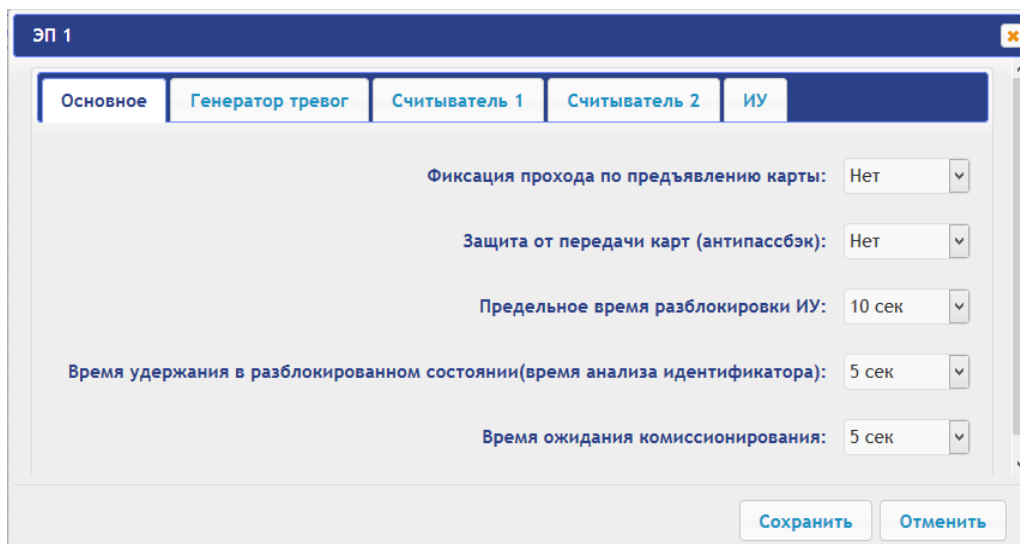 ЭП 1
Основное
Генератор тревог
Считыватель 1
Считыватель 2
ИУ
Фиксация прохода по предъявлению карты: Нет
Защита от передачи карт (антипассбэк): Нет
Предельное время разблокировки ИУ: 10 сек
Время удержания в разблокированном состоянии(время анализа идентификатора): 5 сек
Время ожидания комиссионирования: 5 сек
Сохранить
Отменить